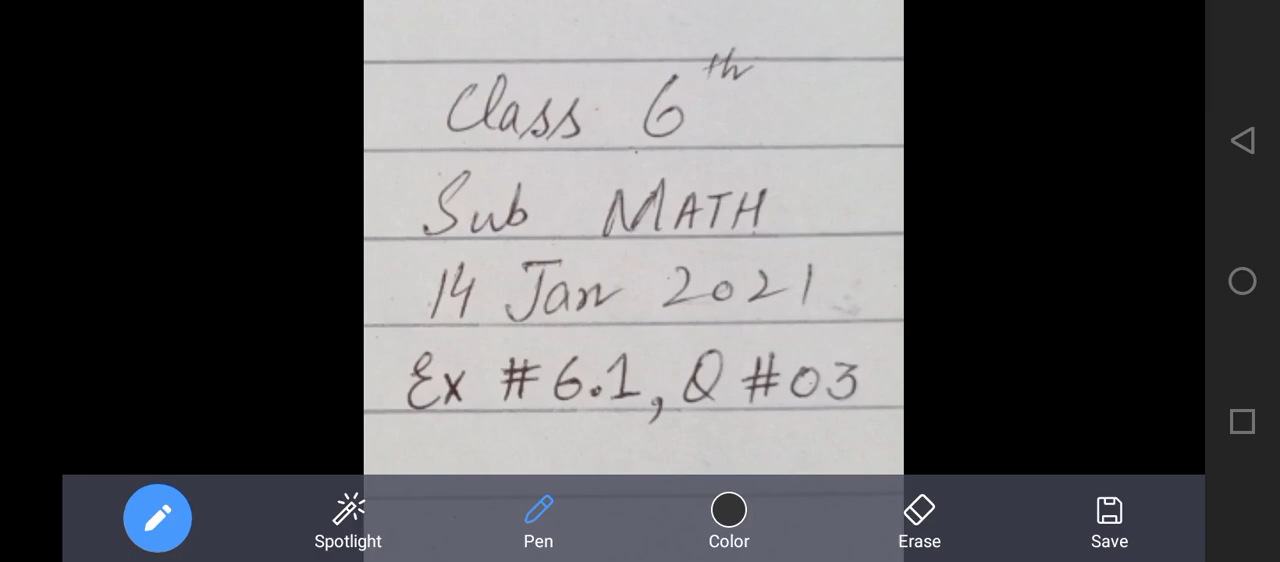 Class 6th
Sub MATH
14 Jan 2021
Ex #6.1, Q #03
Spotlight Pen Color Erase Save